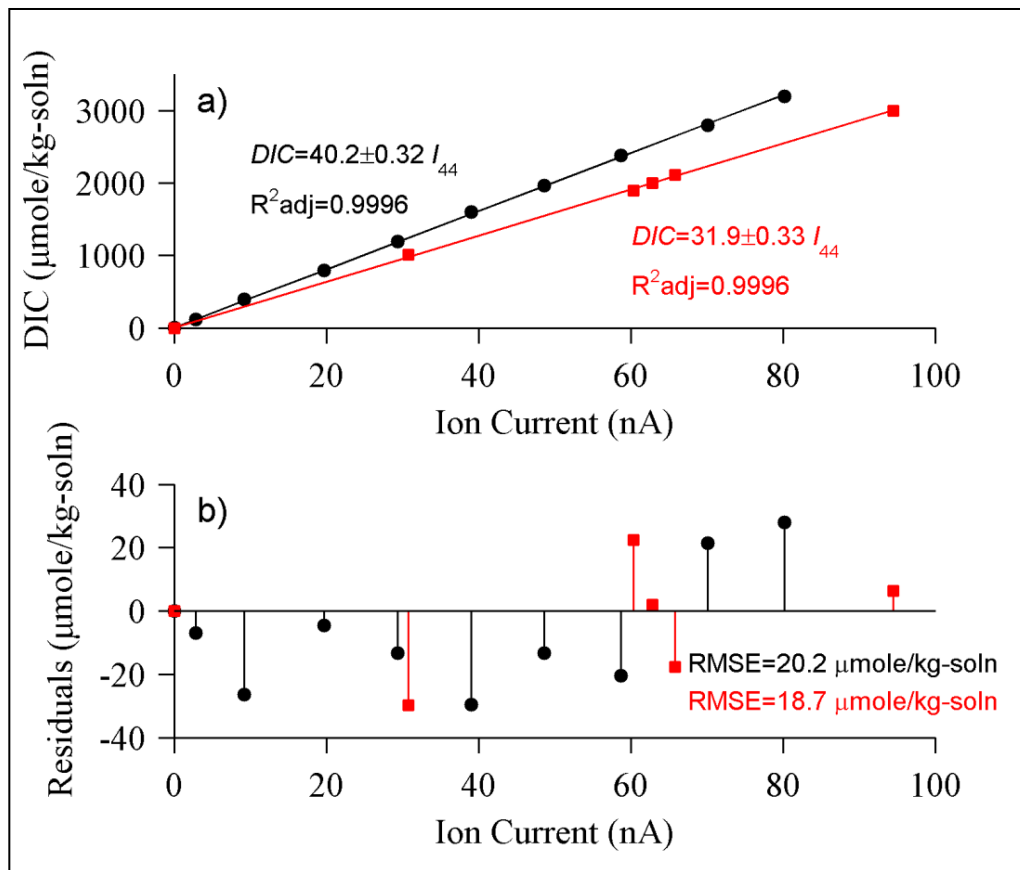 a)
DIC (µmole/kg-soln)
3000
2000
1000
0
DIC=40.2±0.32 I44
R2adj=0.9996
DIC=31.9±0.33 I44
R2adj=0.9996
0 20 40 60 80 100
Ion Current (nA)
b)
Residuals (µmole/kg-soln)
40
20
0
-20
-40
RMSE=20.2 µmole/kg-soln
RMSE=18.7 µmole/kg-soln
0 20 40 60 80 100
Ion Current (nA)